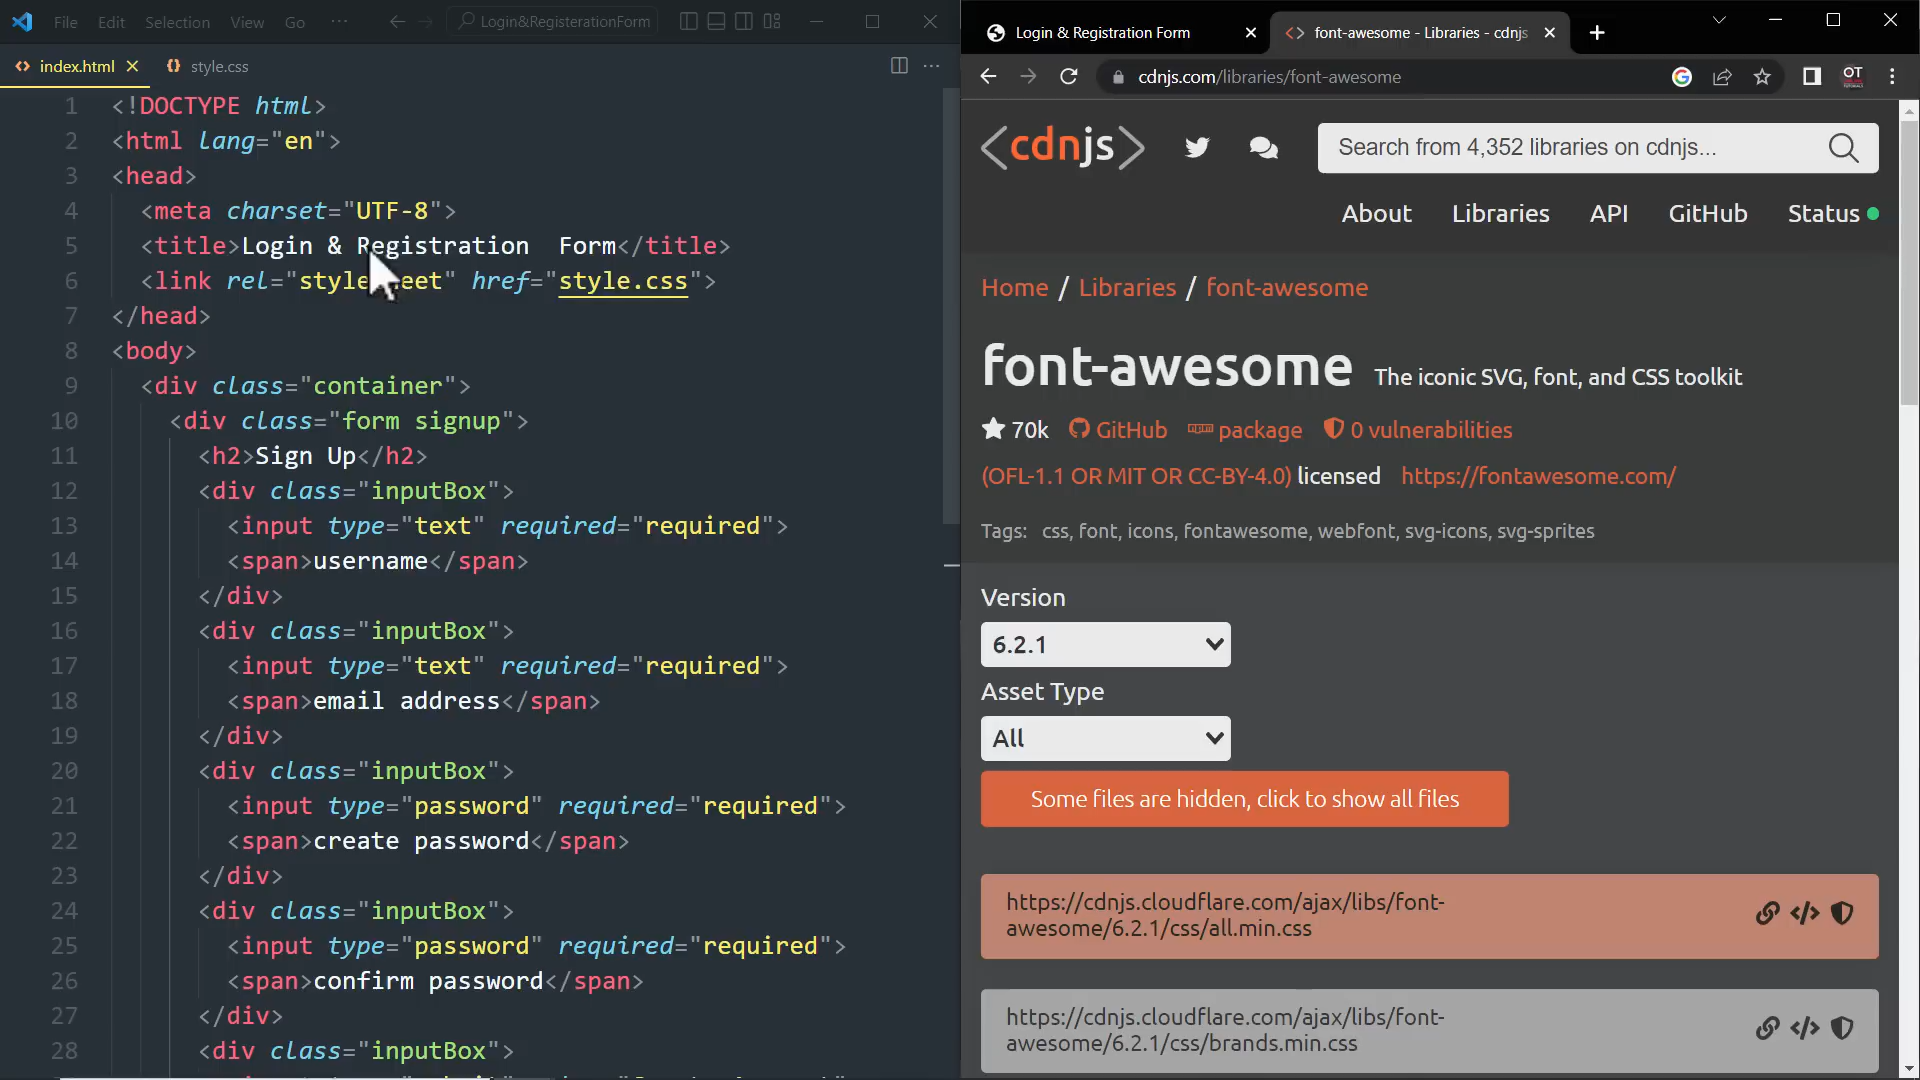 File Edit Selection View Go ··· Login&RegisterationForm
index.html style.css
1 <!DOCTYPE html>
2 <html lang="en">
3 <head>
4 <meta charset="UTF-8">
5 <title>Login & Registration  Form</title>
6 <link rel="style eet" href="style.css">
7 </head>
8 <body>
9 <div class="container">
10 <div class="form signup">
11 <h2>Sign Up</h2>
12 <div class="inputBox">
13 <input type="text" required="required">
14 <span>username</span>
15 </div>
16 <div class="inputBox">
17 <input type="text" required="required">
18 <span>email address</span>
19 </div>
20 <div class="inputBox">
21 <input type="password" required="required">
22 <span>create password</span>
23 </div>
24 <div class="inputBox">
25 <input type="password" required="required">
26 <span>confirm password</span>
27 </div>
28 <div class="inputBox">
Login & Registration Form
font-awesome - Libraries - cdnjs
cdnjs.com/libraries/font-awesome
OT
<cdnjs>
Search from 4,352 libraries on cdnjs...
About Libraries API GitHub Status
Home / Libraries / font-awesome
font-awesome The iconic SVG, font, and CSS toolkit
70k GitHub package 0 vulnerabilities
(OFL-1.1 OR MIT OR CC-BY-4.0) licensed https://fontawesome.com/
Tags: css, font, icons, fontawesome, webfont, svg-icons, svg-sprites
Version
6.2.1
Asset Type
All
Some files are hidden, click to show all files
https://cdnjs.cloudflare.com/ajax/libs/font-
awesome/6.2.1/css/all.min.css
https://cdnjs.cloudflare.com/ajax/libs/font-
awesome/6.2.1/css/brands.min.css